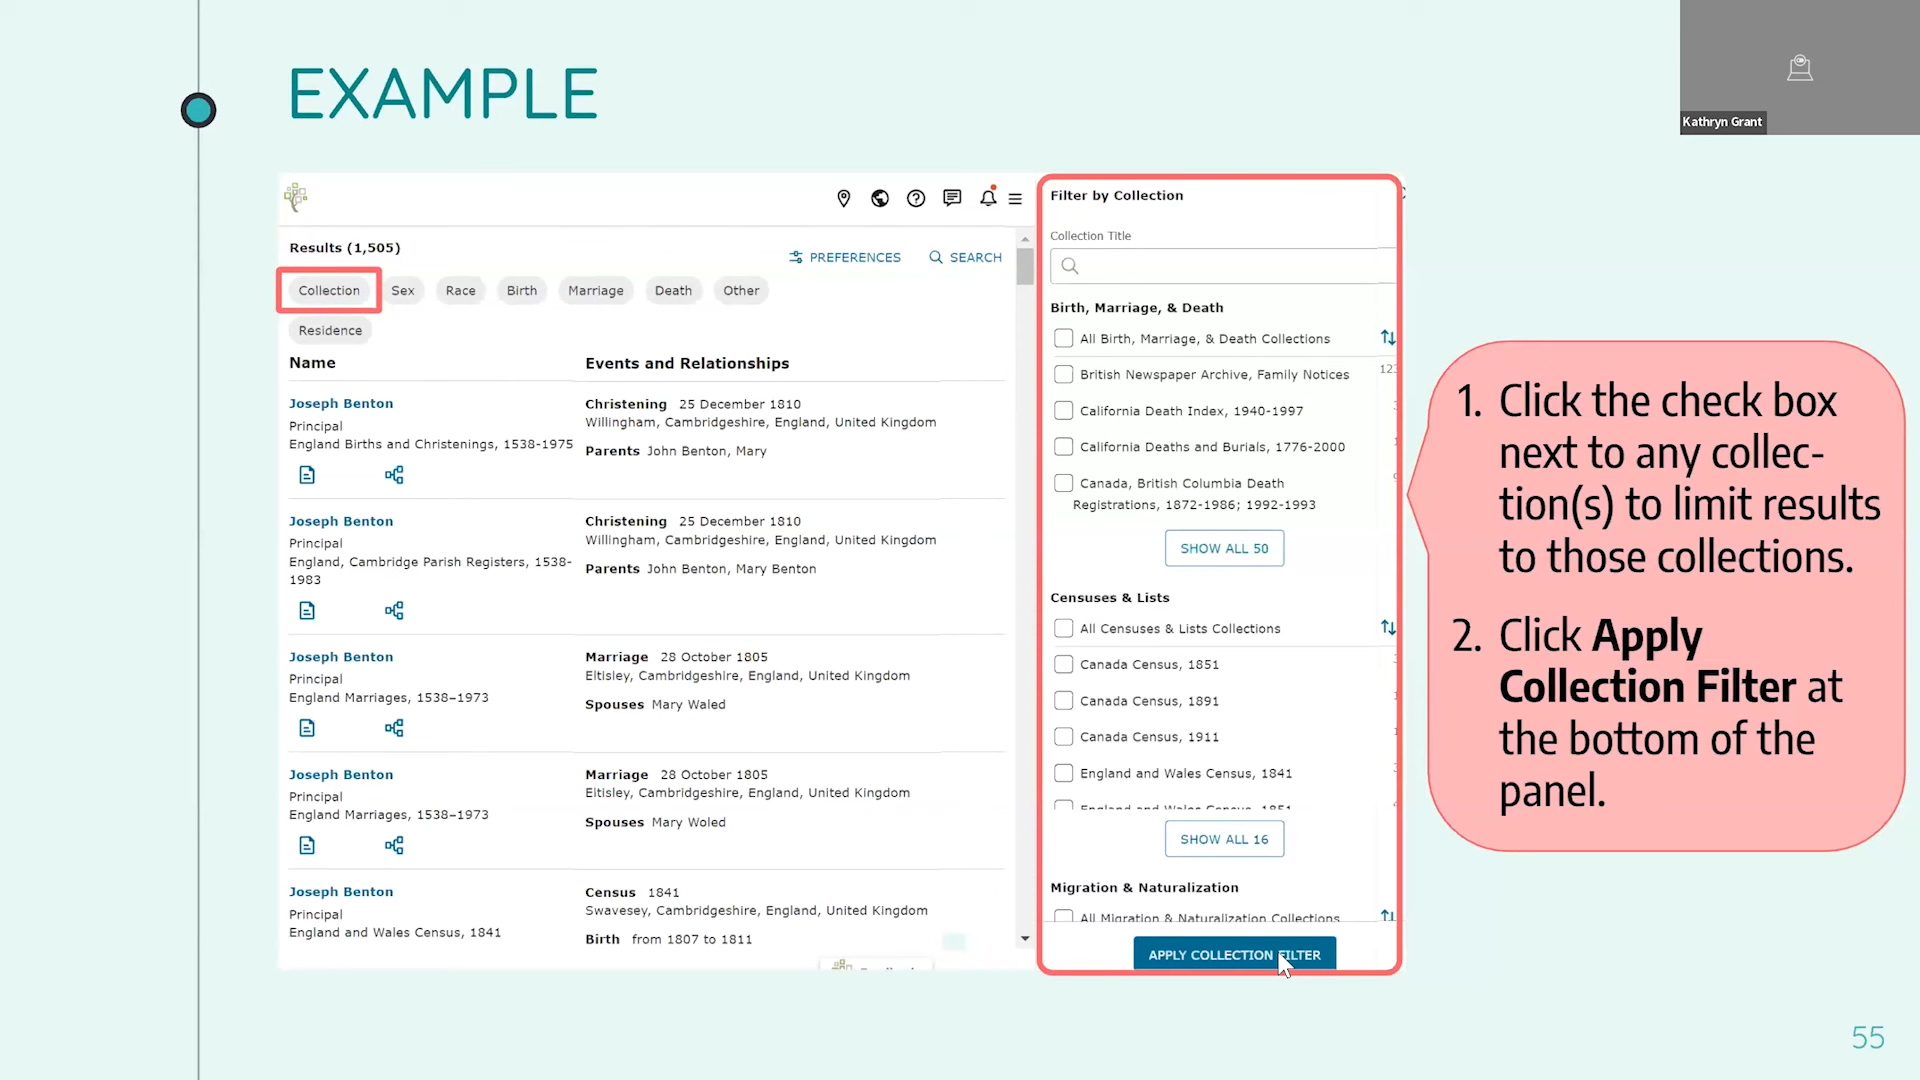 EXAMPLE
Kathryn Grant
Results (1,505)
PREFERENCES
SEARCH
Collection
Sex
Race
Birth
Marriage
Death
Other
Residence
Name
Events and Relationships
Joseph Benton
Principal
England Births and Christenings, 1538-1975
Christening 25 December 1810
Willingham, Cambridgeshire, England, United Kingdom
Parents John Benton, Mary
Joseph Benton
Principal
England, Cambridge Parish Registers, 1538-
1983
Christening 25 December 1810
Willingham, Cambridgeshire, England, United Kingdom
Parents John Benton, Mary Benton
Joseph Benton
Principal
England Marriages, 1538–1973
Marriage 28 October 1805
Eltisley, Cambridgeshire, England, United Kingdom
Spouses Mary Waled
Joseph Benton
Principal
England Marriages, 1538–1973
Marriage 28 October 1805
Eltisley, Cambridgeshire, England, United Kingdom
Spouses Mary Woled
Joseph Benton
Principal
England and Wales Census, 1841
Census 1841
Swavesey, Cambridgeshire, England, United Kingdom
Birth from 1807 to 1811
Filter by Collection
Collection Title
Birth, Marriage, & Death
All Birth, Marriage, & Death Collections
British Newspaper Archive, Family Notices
California Death Index, 1940-1997
California Deaths and Burials, 1776-2000
Canada, British Columbia Death
Registrations, 1872-1986; 1992-1993
SHOW ALL 50
Censuses & Lists
All Censuses & Lists Collections
Canada Census, 1851
Canada Census, 1891
Canada Census, 1911
England and Wales Census, 1841
England and Wales Census, 1851
SHOW ALL 16
Migration & Naturalization
All Migration & Naturalization Collections
APPLY COLLECTION FILTER
1. Click the check box
next to any collec-
tion(s) to limit results
to those collections.
2. Click Apply
Collection Filter at
the bottom of the
panel.
55